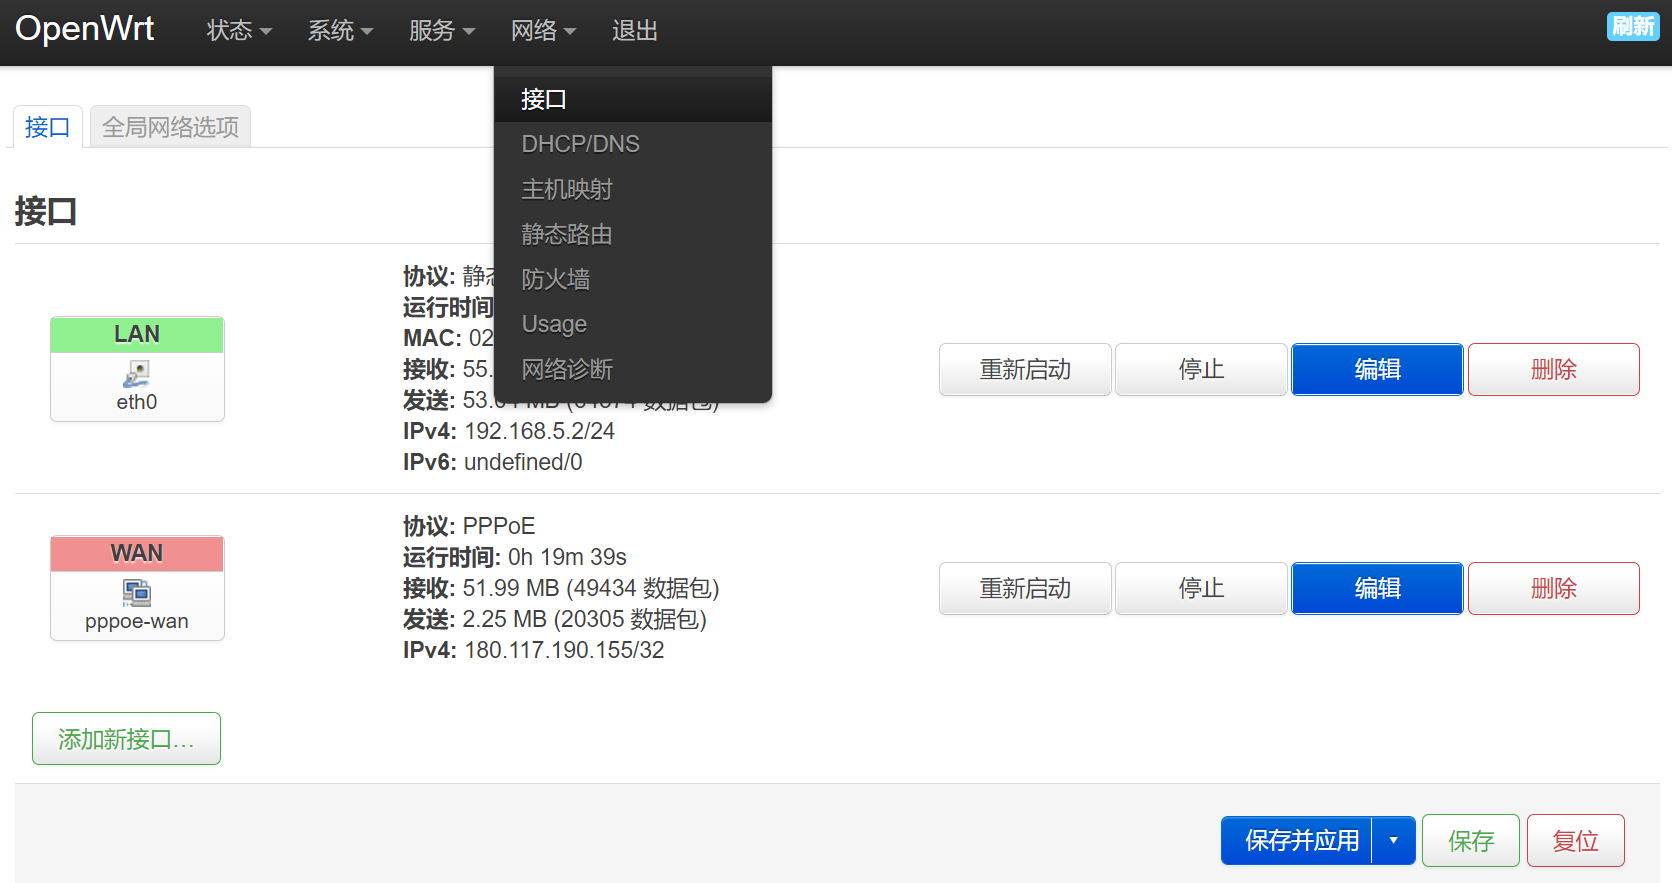 OpenWrt 状态 系统 服务 网络 退出 刷新
接口
DHCP/DNS
主机映射
静态路由
防火墙
Usage
网络诊断
接口 全局网络选项
接口
LAN
eth0
协议: 静态
运行时间
MAC: 02
接收: 55.
发送: 53. MB (数据包)
IPv4: 192.168.5.2/24
IPv6: undefined/0
重新启动 停止 编辑 删除
WAN
pppoe-wan
协议: PPPoE
运行时间: 0h 19m 39s
接收: 51.99 MB (49434 数据包)
发送: 2.25 MB (20305 数据包)
IPv4: 180.117.190.155/32
重新启动 停止 编辑 删除
添加新接口…
保存并应用 保存 复位